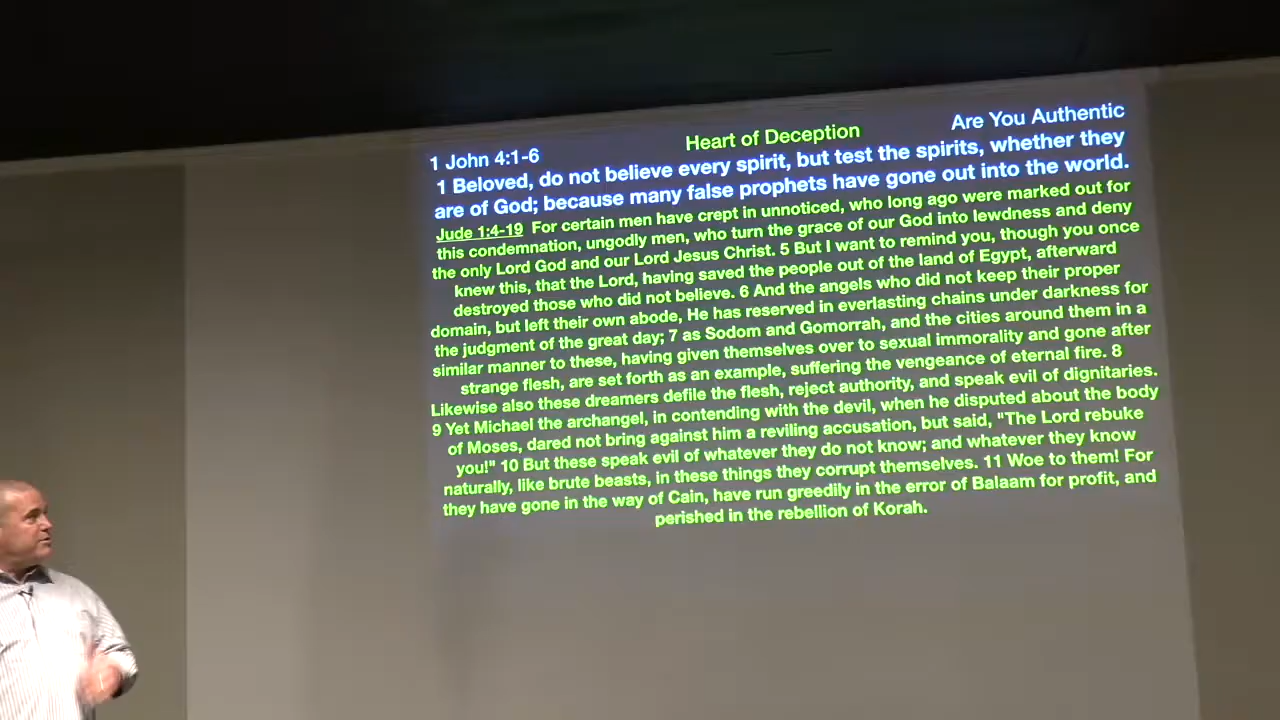 1 John 4:1-6 Heart of Deception Are You Authentic
1 Beloved, do not believe every spirit, but test the spirits, whether they
are of God; because many false prophets have gone out into the world.
Jude 1:4-19 For certain men have crept in unnoticed, who long ago were marked out for
this condemnation, ungodly men, who turn the grace of our God into lewdness and deny
the only Lord God and our Lord Jesus Christ. 5 But I want to remind you, though you once
knew this, that the Lord, having saved the people out of the land of Egypt, afterward
destroyed those who did not believe. 6 And the angels who did not keep their proper
domain, but left their own abode, He has reserved in everlasting chains under darkness for
the judgment of the great day; 7 as Sodom and Gomorrah, and the cities around them in a
similar manner to these, having given themselves over to sexual immorality and gone after
strange flesh, are set forth as an example, suffering the vengeance of eternal fire. 8
Likewise also these dreamers defile the flesh, reject authority, and speak evil of dignitaries.
9 Yet Michael the archangel, in contending with the devil, when he disputed about the body
of Moses, dared not bring against him a reviling accusation, but said, "The Lord rebuke
you!" 10 But these speak evil of whatever they do not know; and whatever they know
naturally, like brute beasts, in these things they corrupt themselves. 11 Woe to them! For
they have gone in the way of Cain, have run greedily in the error of Balaam for profit, and
perished in the rebellion of Korah.